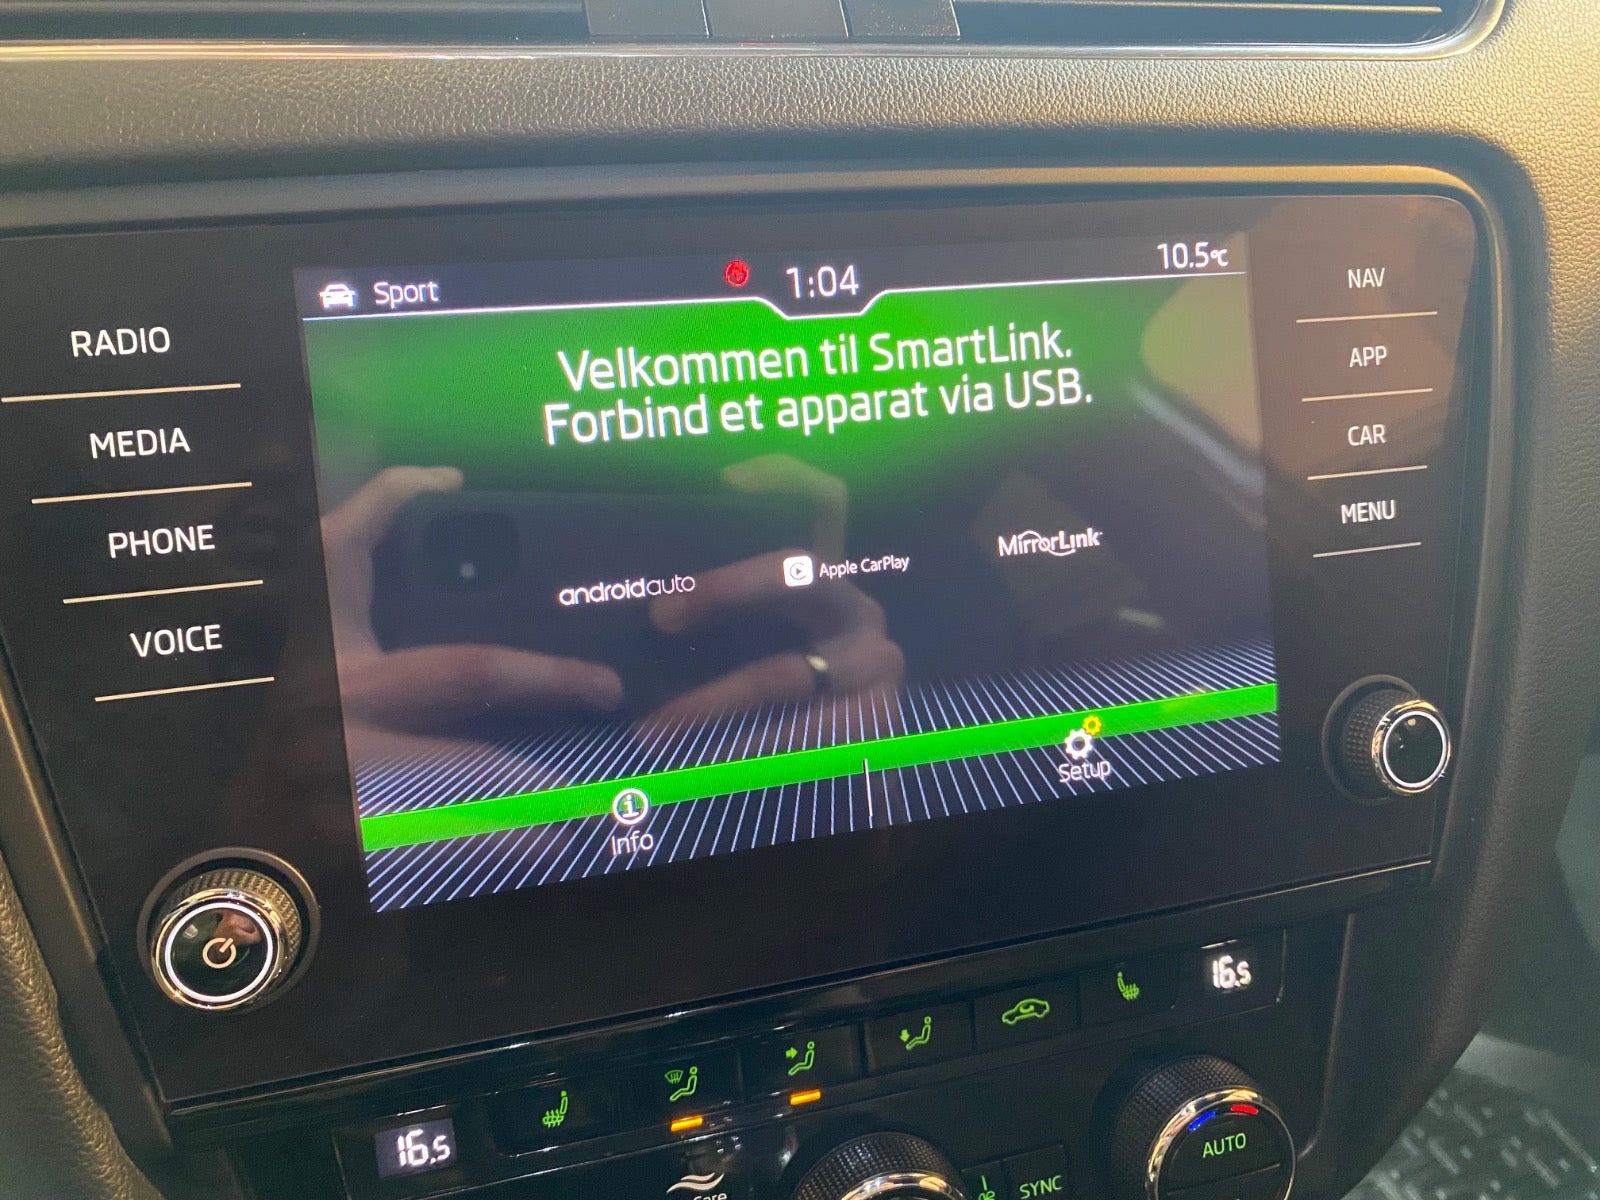 Sport 1:04 10.5°C
Velkommen til SmartLink.
Forbind et apparat via USB.
androidauto
Apple CarPlay
MirrorLink
Info
Setup
RADIO
MEDIA
PHONE
VOICE
NAV
APP
CAR
MENU
16.5
16.5
AUTO
SYNC